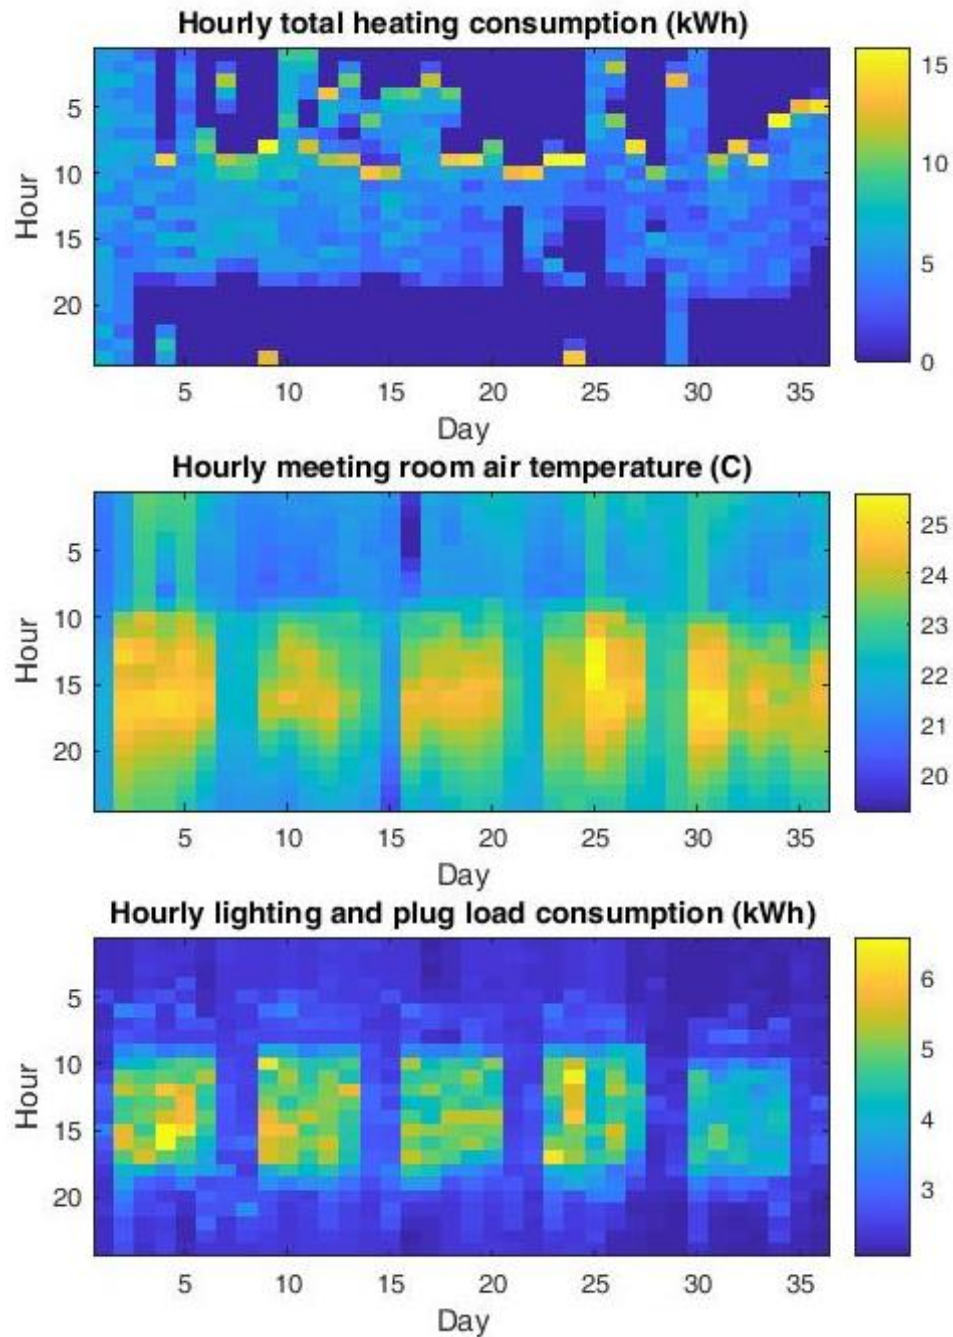 Hourly total heating consumption (kWh)
15
5
10
Hour
10
15
5
20
0
5 10 15 20 25 30 35
Day
Hourly meeting room air temperature (C)
25
5
24
10
23
Hour
15
22
21
20
20
5 10 15 20 25 30 35
Day
Hourly lighting and plug load consumption (kWh)
6
5
5
10
Hour
4
15
3
20
5 10 15 20 25 30 35
Day